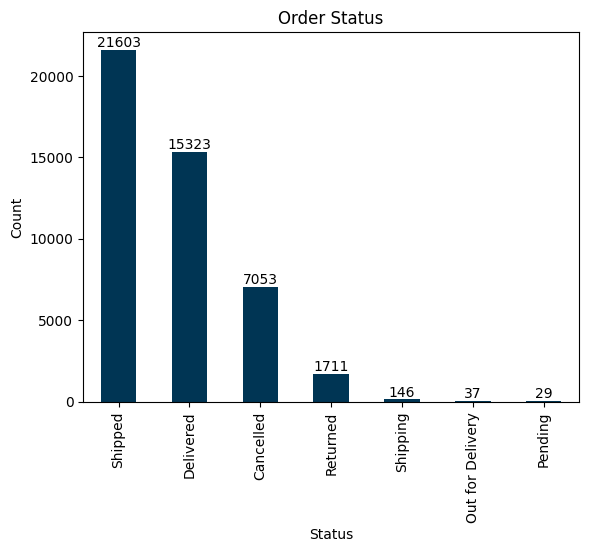 Order Status
21603
15323
7053
1711
146
37
29
20000
15000
10000
5000
0
Count
Shipped
Delivered
Cancelled
Returned
Shipping
Out for Delivery
Pending
Status